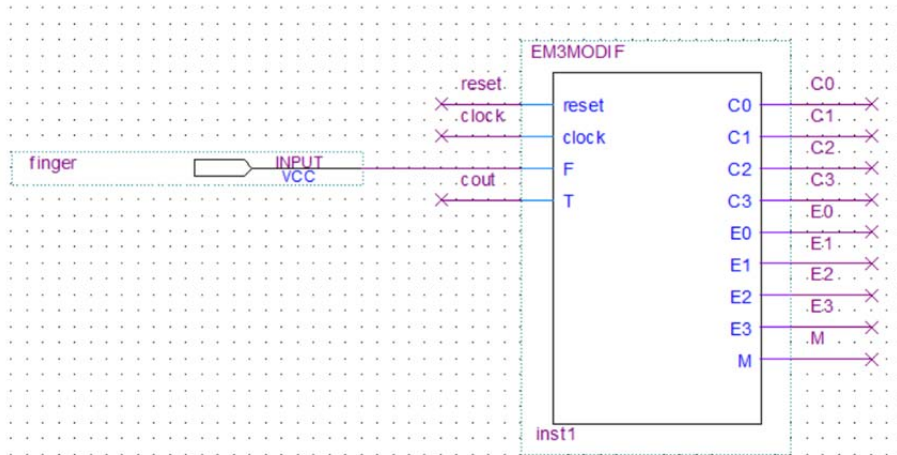 EM3MODIF
reset
reset
C0
C0
clock
clock
C1
C1
finger
INPUT
VCC
F
C2
C2
cout
T
C3
C3
E0
E0
E1
E1
E2
E2
E3
E3
M
M
inst1